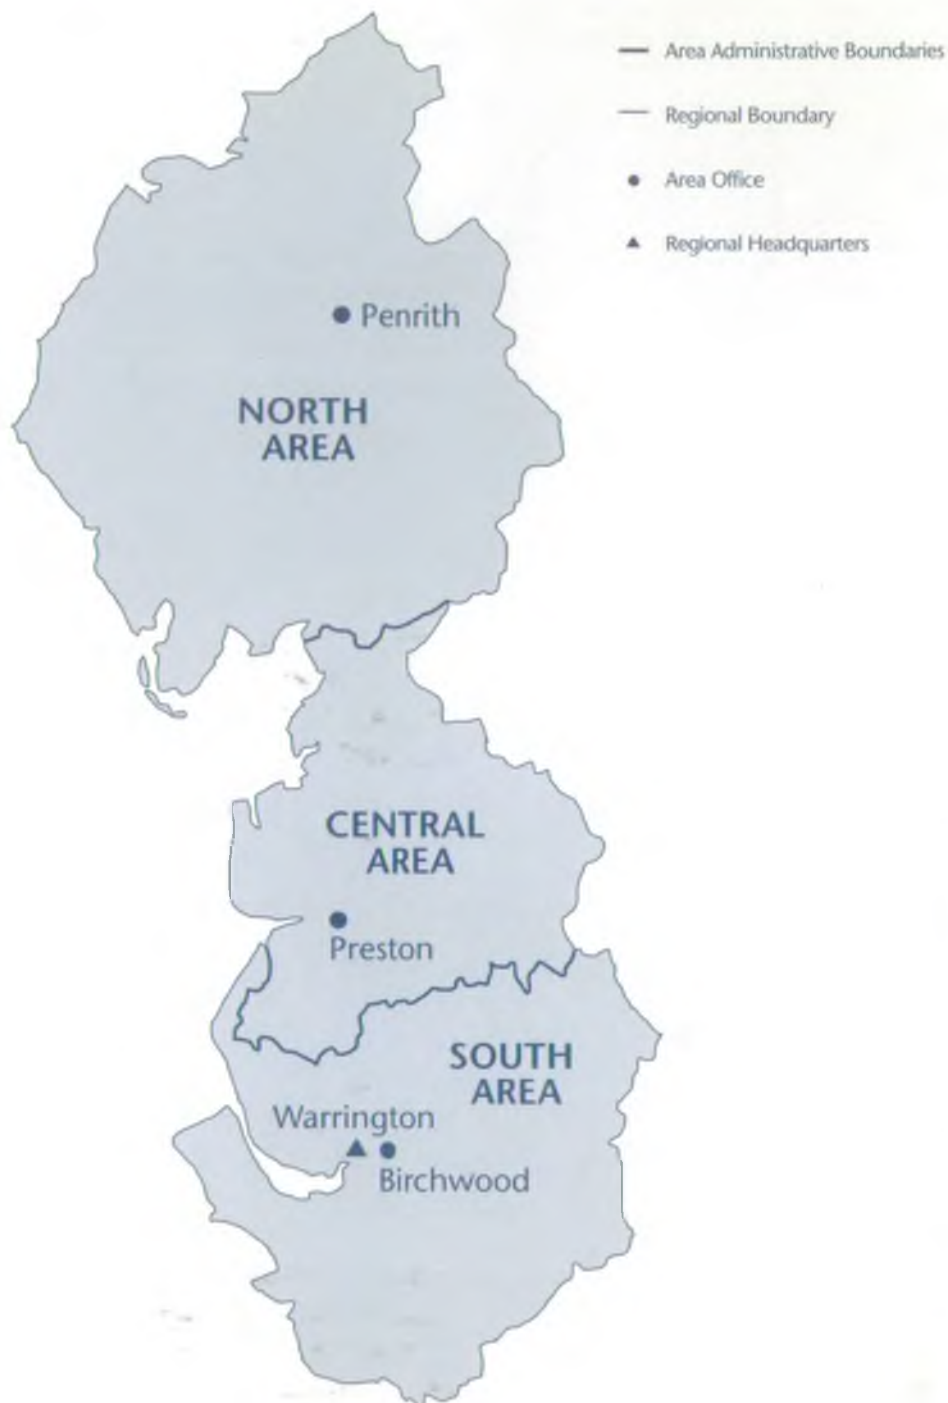 Area Administrative Boundaries
Regional Boundary
Area Office
Regional Headquarters
Penrith
NORTH
AREA
CENTRAL
AREA
Preston
SOUTH
AREA
Warrington
Birchwood